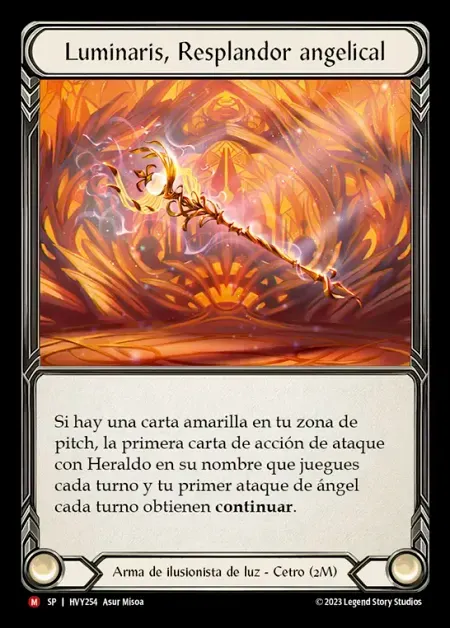 Luminaris, Resplandor angelical
Si hay una carta amarilla en tu zona de
pitch, la primera carta de acción de ataque
con Heraldo en su nombre que juegues
cada turno y tu primer ataque de ángel
cada turno obtienen continuar.
Arma de ilusionista de luz - Cetro (2M)
M SP | HVY254 Asur Misoa
© 2023 Legend Story Studios